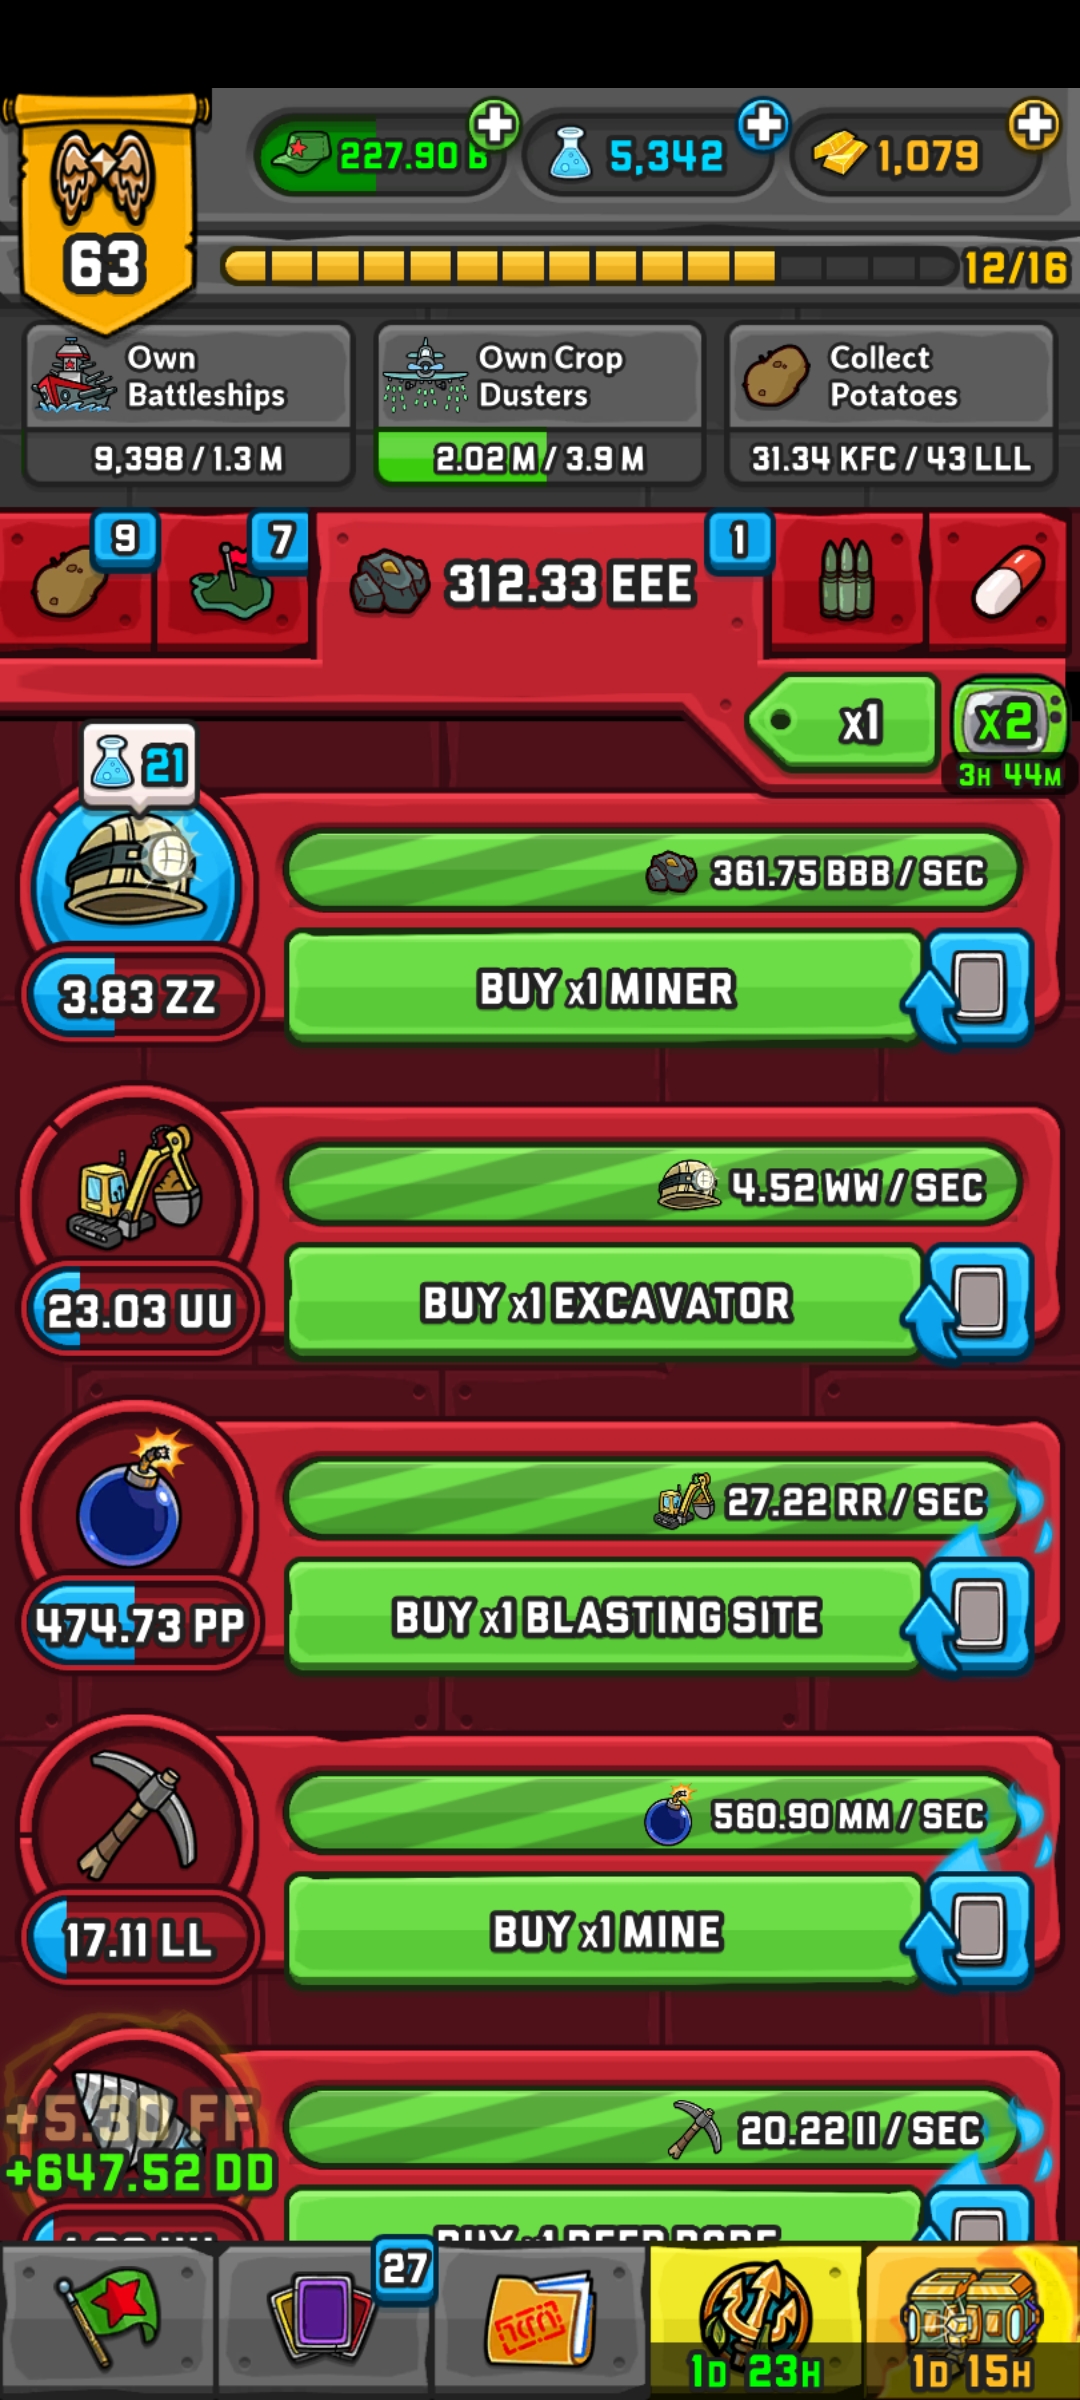 227.90 B
5,342
1,079
63
12/16
Own
Battleships
9,398 / 1.3 M
Own Crop
Dusters
2.02 M / 3.9 M
Collect
Potatoes
31.34 KFC / 43 LLL
9
7
312.33 EEE
1
x1
x2
3H 44M
21
361.75 BBB / SEC
3.83 ZZ
BUY x1 MINER
4.52 WW / SEC
23.03 UU
BUY x1 EXCAVATOR
27.22 RR / SEC
474.73 PP
BUY x1 BLASTING SITE
560.90 MM / SEC
17.11 LL
BUY x1 MINE
+5.30 FF
+647.52 DD
20.22 II / SEC
27
1D 23H
1D 15H